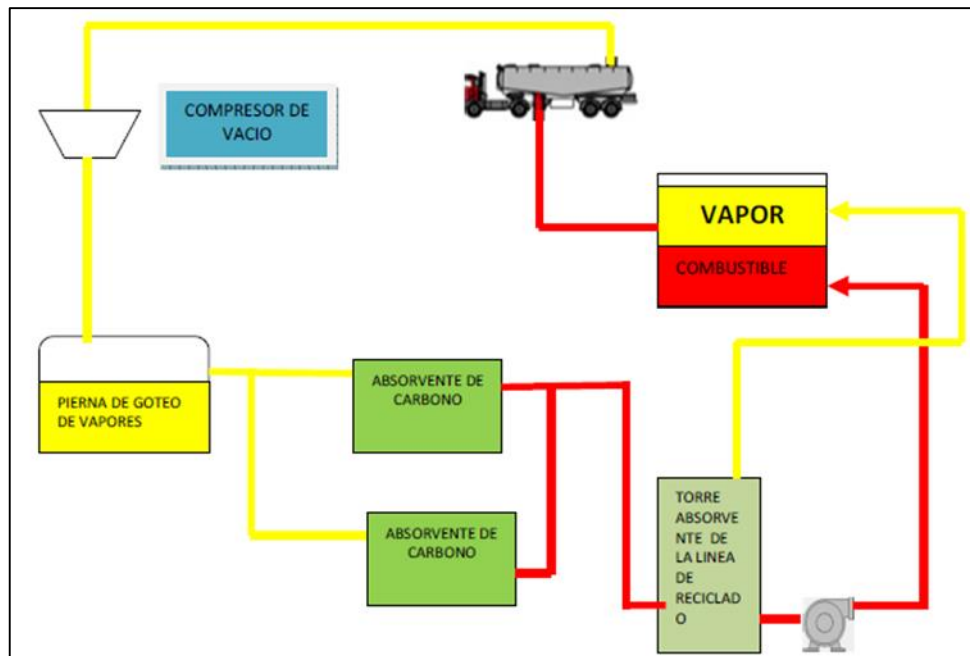 COMPRESOR DE
VACIO
VAPOR
COMBUSTIBLE
PIERNA DE GOTEO
DE VAPORES
ABSORVENTE DE
CARBONO
ABSORVENTE DE
CARBONO
TORRE
ABSORVE
NTE DE
LA LINEA
DE
RECICLAD
O